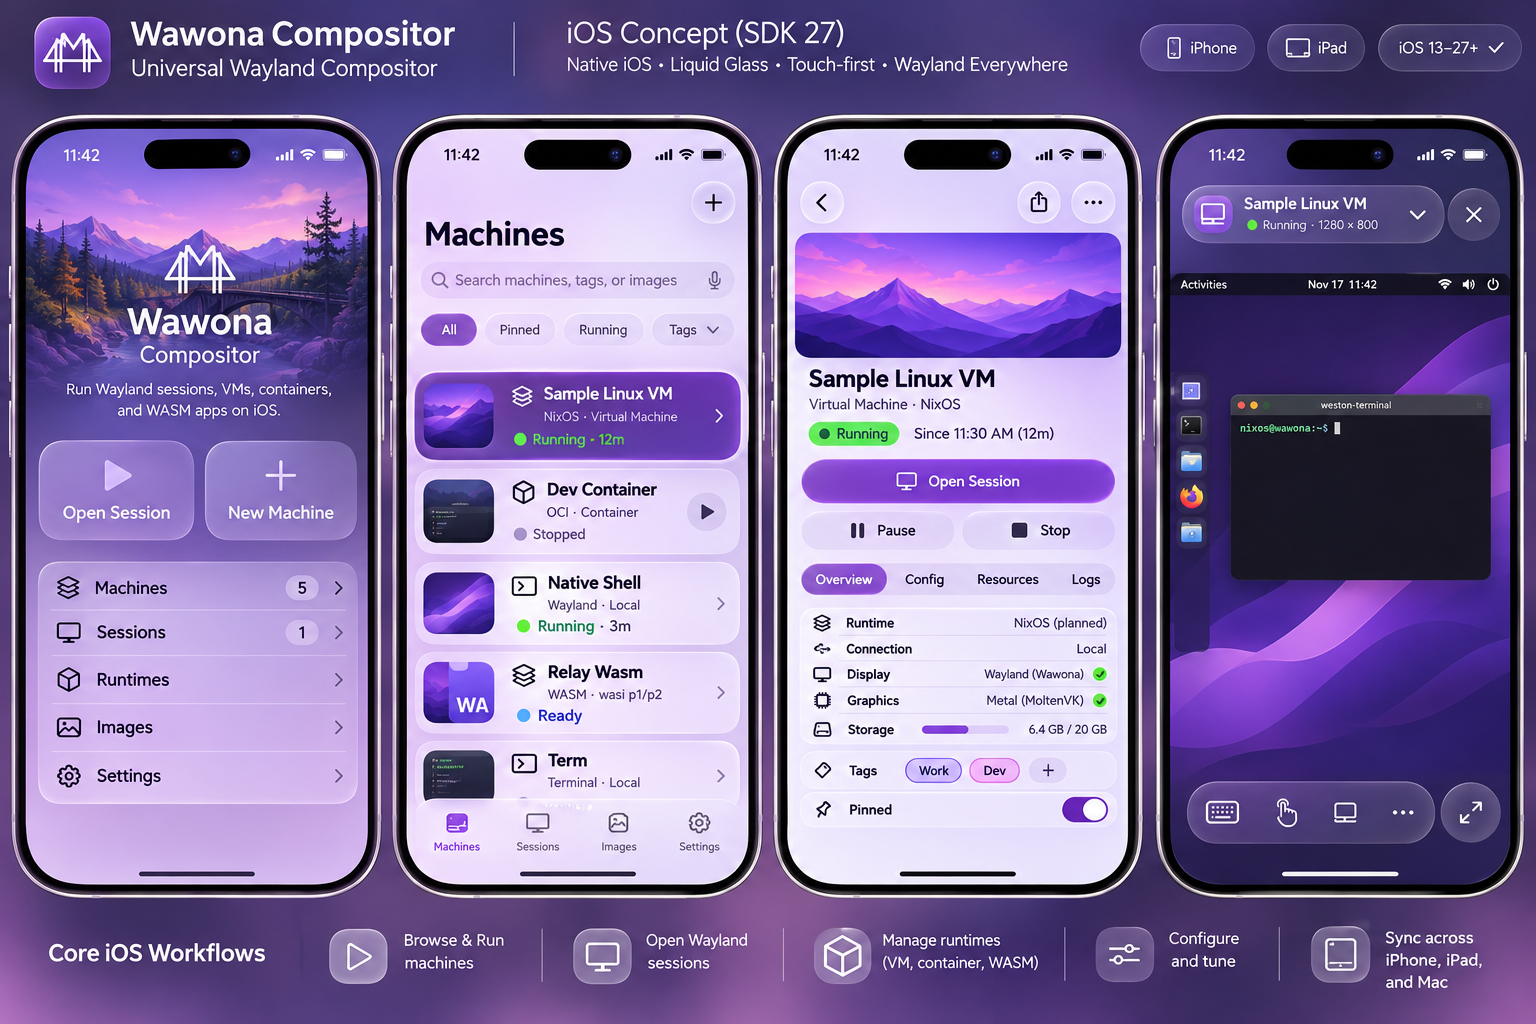 Wawona Compositor
Universal Wayland Compositor
iOS Concept (SDK 27)
Native iOS • Liquid Glass • Touch-first • Wayland Everywhere
iPhone
iPad
iOS 13–27+
11:42
Wawona
Compositor
Run Wayland sessions, VMs, containers,
and WASM apps on iOS.
Open Session
New Machine
Machines 5
Sessions 1
Runtimes
Images
Settings
11:42
Machines
Search machines, tags, or images
All Pinned Running Tags
Sample Linux VM
NixOS · Virtual Machine
Running - 12m
Dev Container
OCI · Container
Stopped
Native Shell
Wayland · Local
Running · 3m
WA
Relay Wasm
WASM · wasi p1/p2
Ready
Term
Terminal · Local
Machines Sessions Images Settings
11:42
Sample Linux VM
Virtual Machine · NixOS
Running Since 11:30 AM (12m)
Open Session
Pause Stop
Overview Config Resources Logs
Runtime NixOS (planned)
Connection Local
Display Wayland (Wawona)
Graphics Metal (MoltenVK)
Storage 6.4 GB / 20 GB
Tags Work Dev +
Pinned
11:42
Sample Linux VM
Running · 1280 × 800
Activities Nov 17 11:42
weston-terminal
nixos@wawona:~$
Core iOS Workflows
Browse & Run
machines
Open Wayland
sessions
Manage runtimes
(VM, container, WASM)
Configure
and tune
Sync across
iPhone, iPad,
and Mac